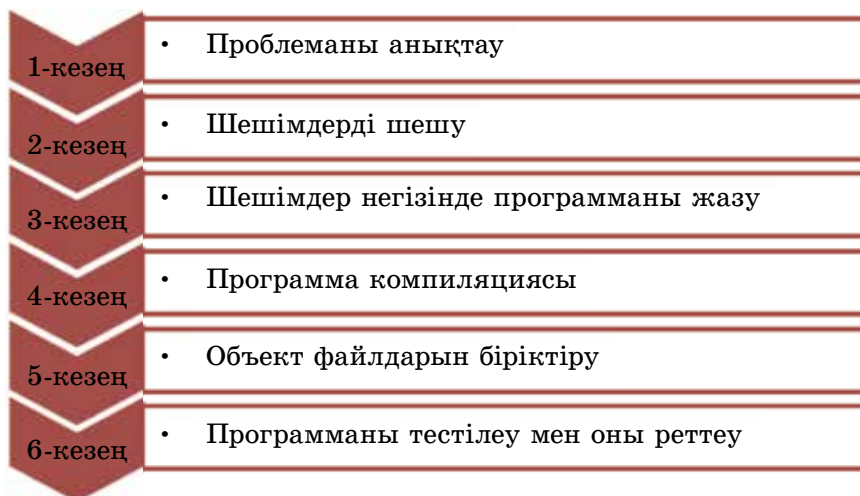 1-кезең
• Проблеманы анықтау
2-кезең
• Шешімдерді шешу
3-кезең
• Шешімдер негізінде программаны жазу
4-кезең
• Программа компиляциясы
5-кезең
• Объект файлдарын біріктіру
6-кезең
• Программаны тестілеу мен оны реттеу